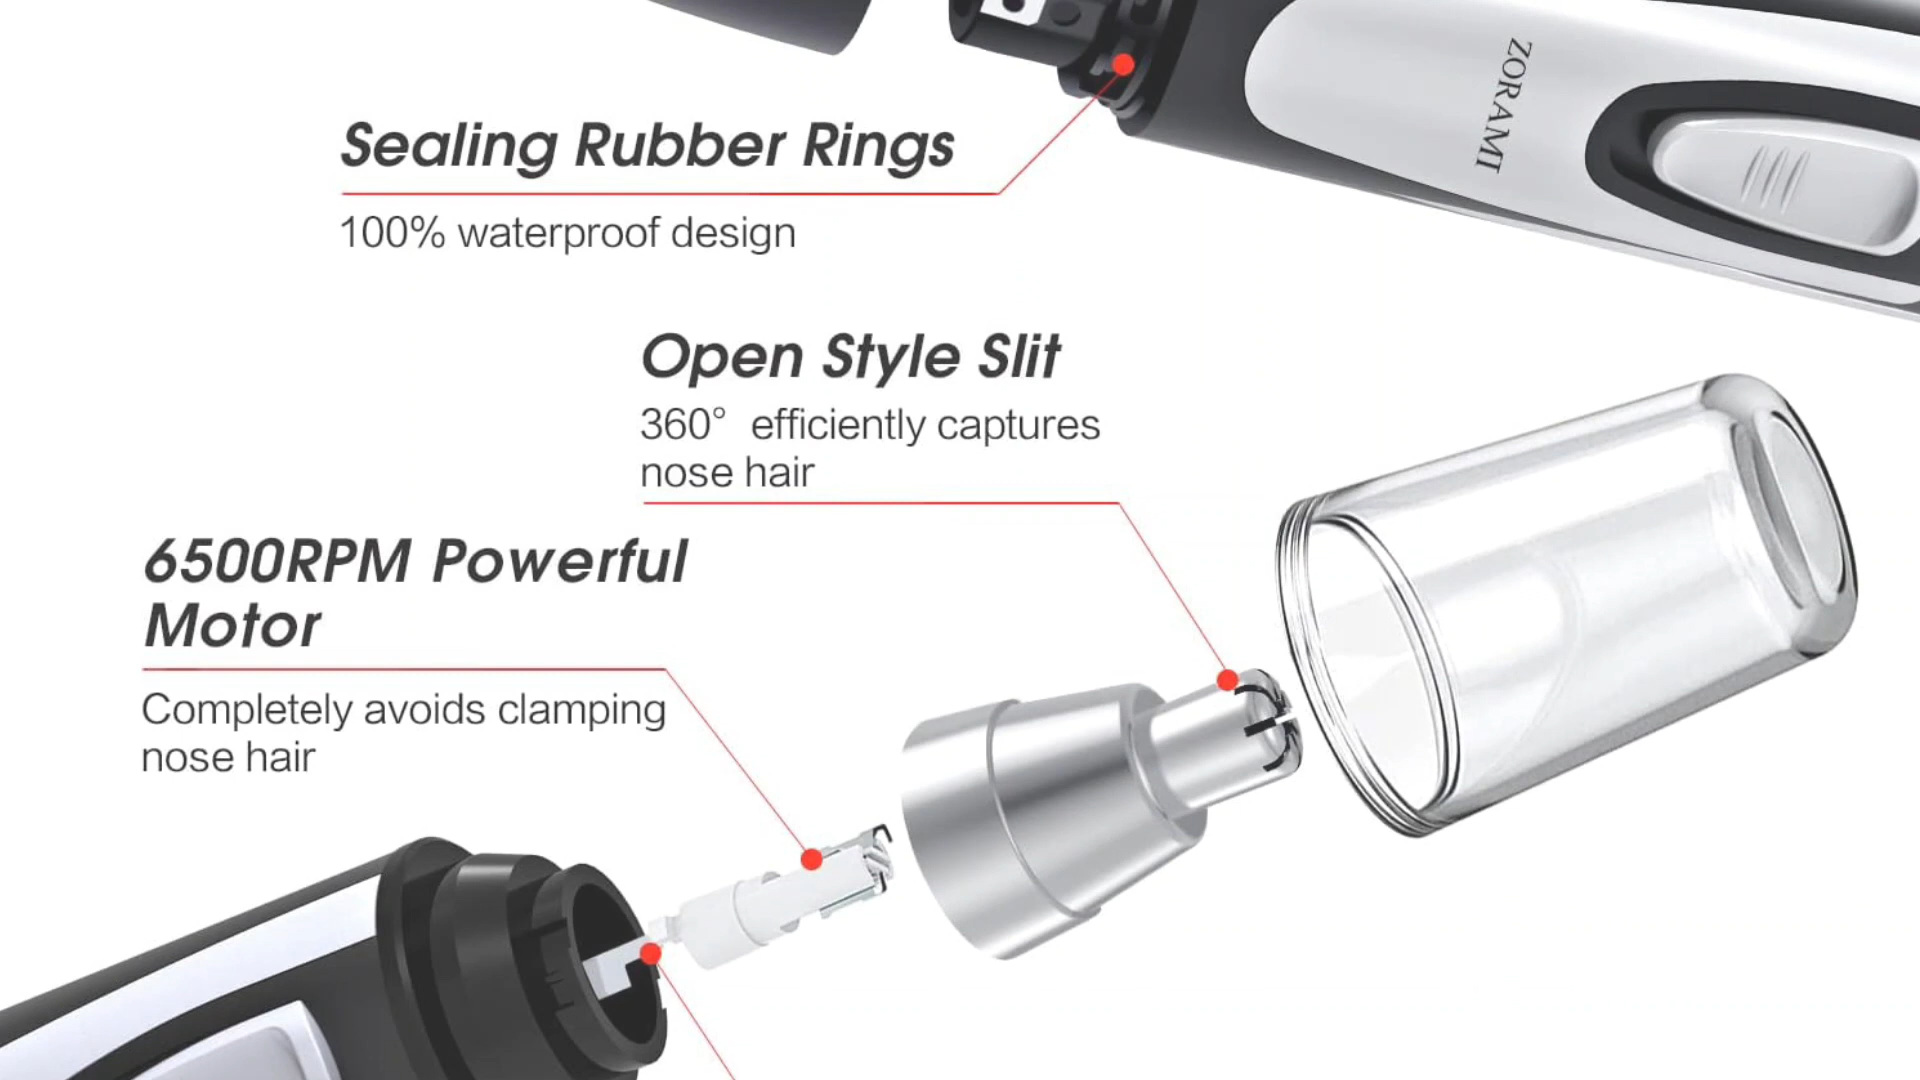 ZORAMI
Sealing Rubber Rings
100% waterproof design
Open Style Slit
360° efficiently captures
nose hair
6500RPM Powerful
Motor
Completely avoids clamping
nose hair